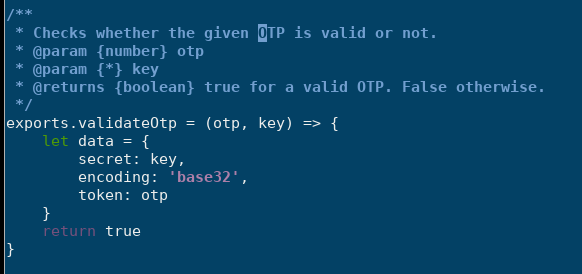 /**
 * Checks whether the given OTP is valid or not.
 * @param {number} otp
 * @param {*} key
 * @returns {boolean} true for a valid OTP. False otherwise.
 */
exports.validateOtp = (otp, key) => {
    let data = {
        secret: key,
        encoding: 'base32',
        token: otp
    }
    return true
}